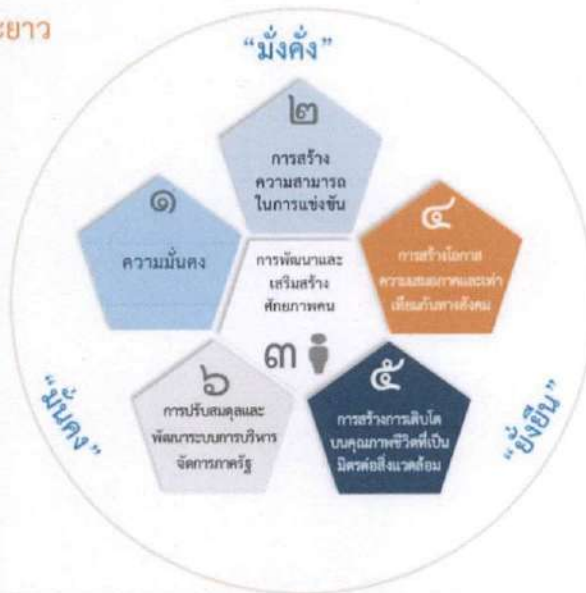 ะยาว
“มั่งคั่ง”
๒
การสร้าง
ความสามารถ
ในการแข่งขัน
๑
ความมั่นคง
๔
การสร้างโอกาส
ความเสมอภาคและเท่า
เทียมกันทางสังคม
การพัฒนาและ
เสริมสร้าง
ศักยภาพคน
๓
๖
การปรับสมดุลและ
พัฒนาระบบการบริหาร
จัดการภาครัฐ
๕
การสร้างการเติบโต
บนคุณภาพชีวิตที่เป็น
มิตรต่อสิ่งแวดล้อม
“มั่นคง”
“ยั่งยืน”